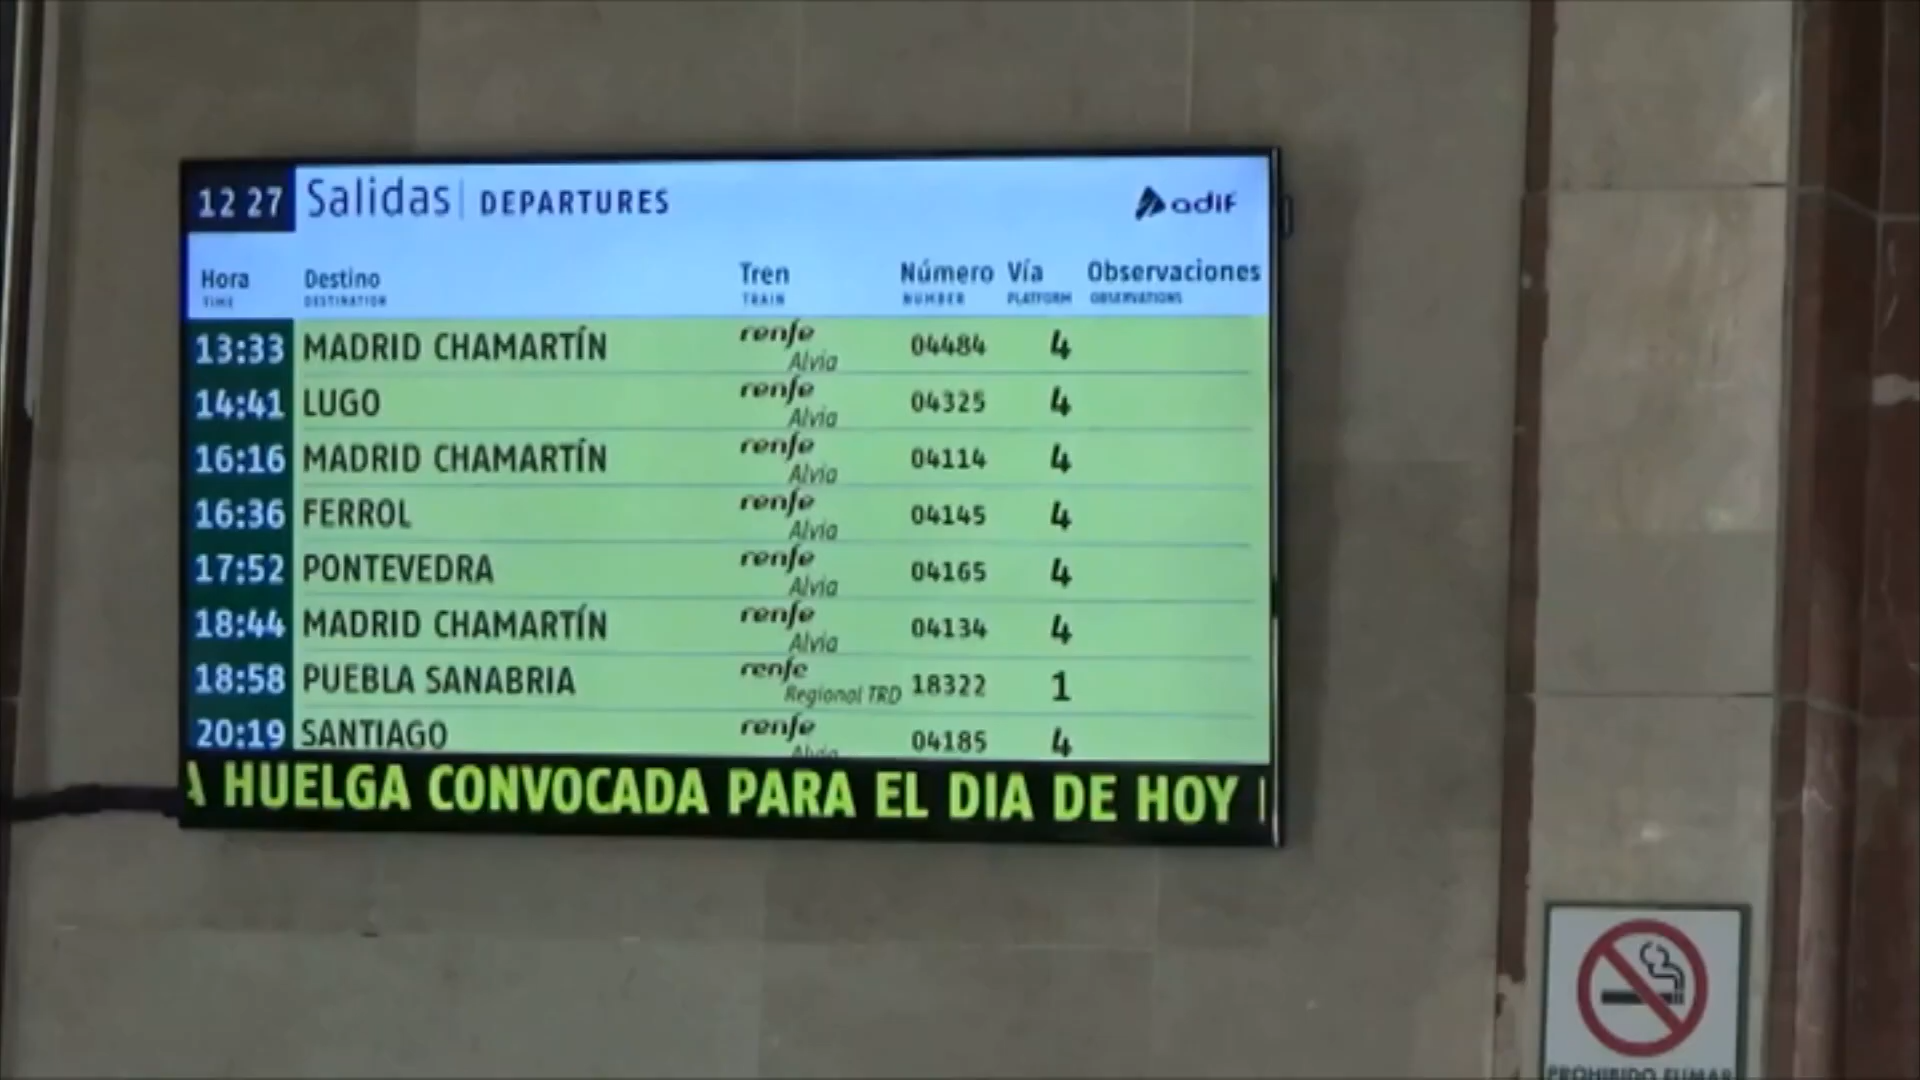 12 27 Salidas | DEPARTURES adif
Hora Destino Tren Número Vía Observaciones
TIME DESTINATION TRAIN NUMBER PLATFORM OBSERVATIONS
13:33 MADRID CHAMARTÍN renfe Alvia 04484 4
14:41 LUGO renfe Alvia 04325 4
16:16 MADRID CHAMARTÍN renfe Alvia 04114 4
16:36 FERROL renfe Alvia 04145 4
17:52 PONTEVEDRA renfe Alvia 04165 4
18:44 MADRID CHAMARTÍN renfe Alvia 04134 4
18:58 PUEBLA SANABRIA renfe Regional TRD 18322 1
20:19 SANTIAGO renfe Alvia 04185 4
A HUELGA CONVOCADA PARA EL DIA DE HOY
PROHIBIDO FUMAR